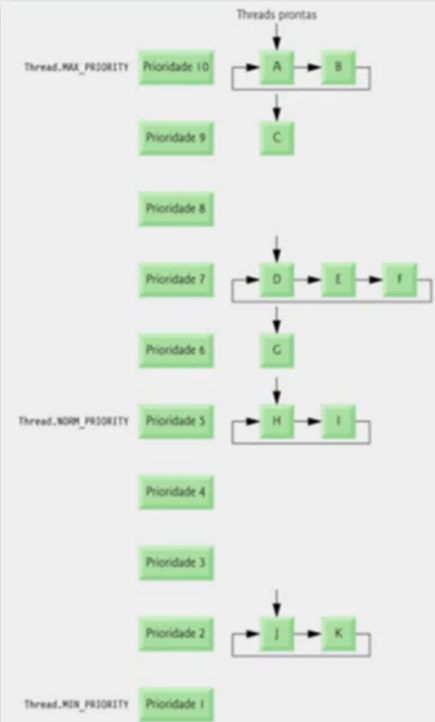 Threads prontas
Thread.MAX_PRIORITY Prioridade 10 A B
Prioridade 9 C
Prioridade 8
Prioridade 7 D E F
Prioridade 6 G
Thread.NORM_PRIORITY Prioridade 5 H I
Prioridade 4
Prioridade 3
Prioridade 2 J K
Thread.MIN_PRIORITY Prioridade 1